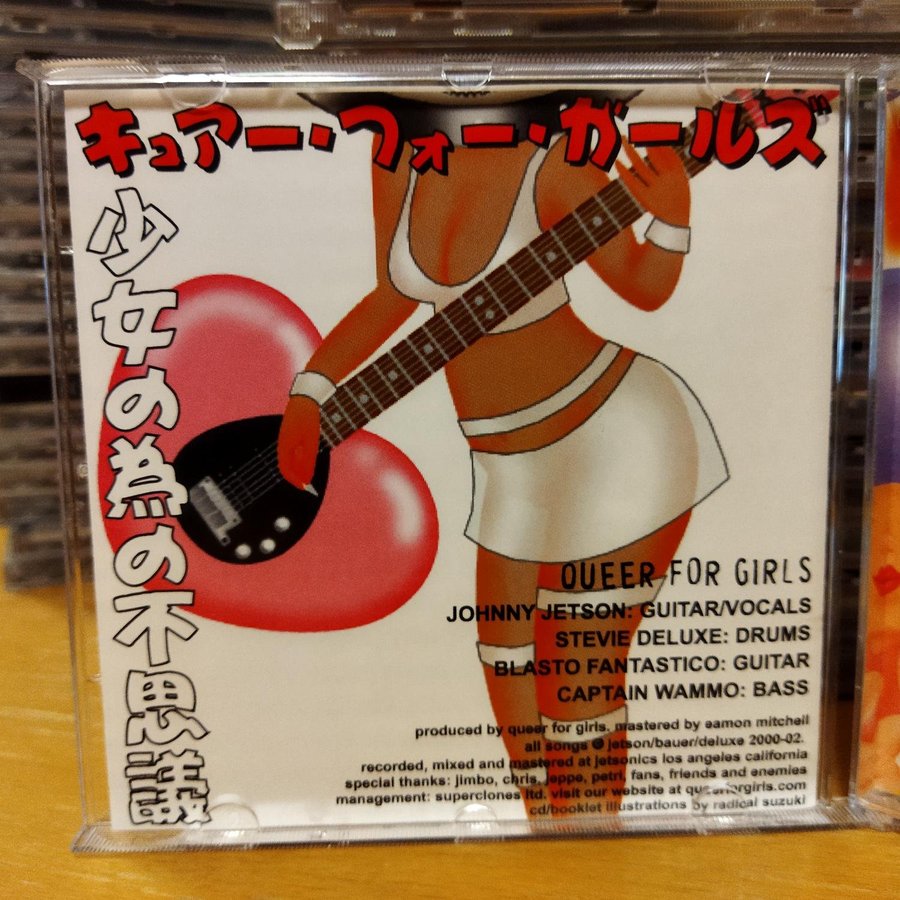 キュアー・フォー・ガールズ
少女の為の不思議
QUEER FOR GIRLS
JOHNNY JETSON: GUITAR/VOCALS
STEVIE DELUXE: DRUMS
BLASTO FANTASTICO: GUITAR
CAPTAIN WAMMO: BASS
produced by queer for girls. mastered by eamon mitchell
all songs @ jetson/bauer/deluxe 2000-02.
recorded, mixed and mastered at jetsonics los angeles california
special thanks: jimbo, chris, jeppe, petri, fans, friends and enemies
management: superclones ltd. visit our website at queerforgirls.com
cd/booklet illustrations by radical suzuki